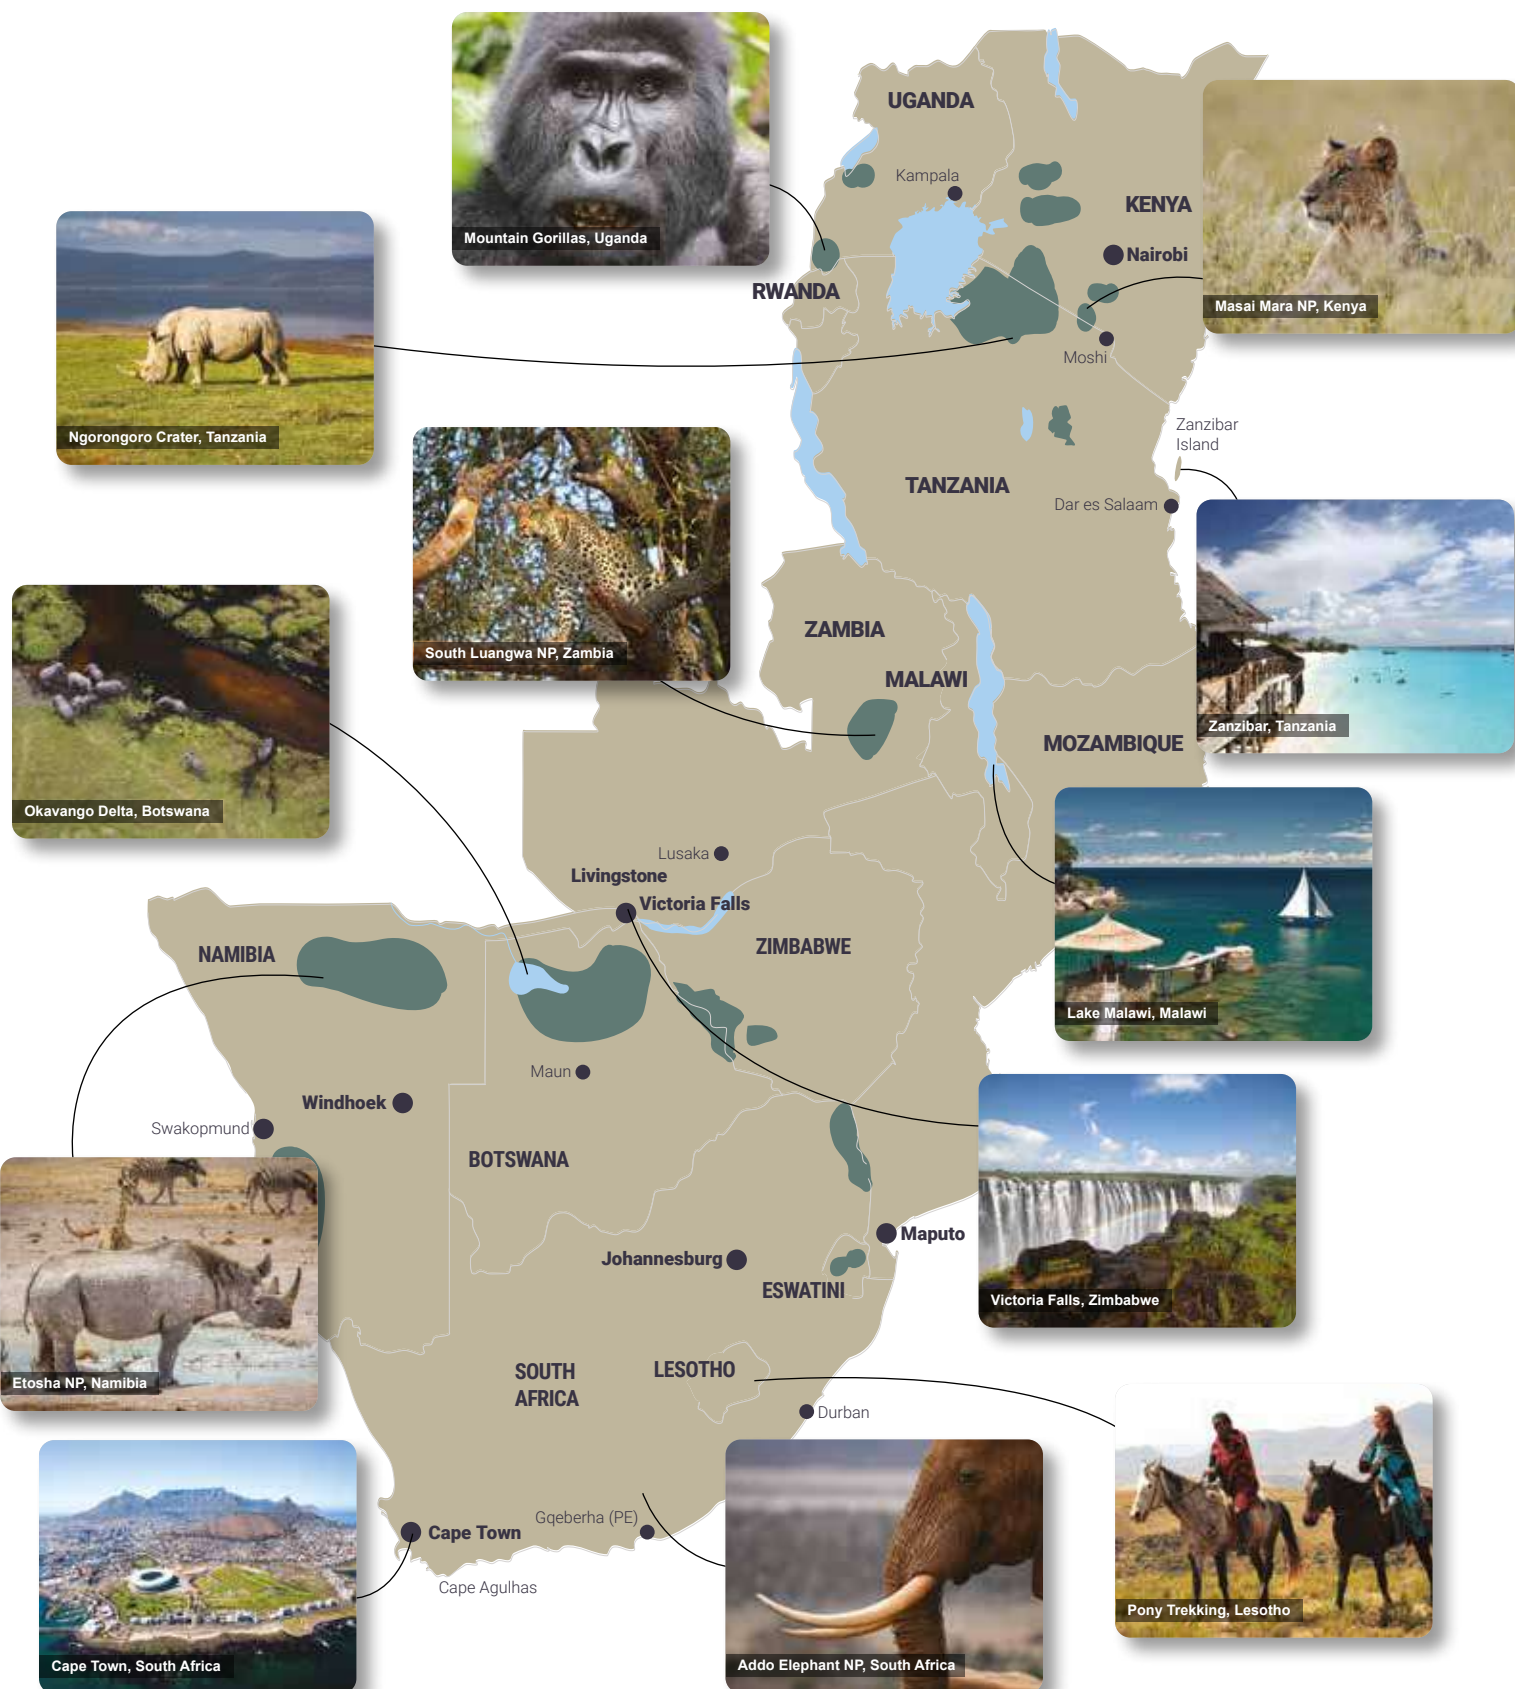 UGANDA
Kampala
KENYA
Mountain Gorillas, Uganda
Nairobi
RWANDA
Masai Mara NP, Kenya
Moshi
Ngorongoro Crater, Tanzania
Zanzibar
Island
TANZANIA
Dar es Salaam
ZAMBIA
South Luangwa NP, Zambia
MALAWI
Zanzibar, Tanzania
MOZAMBIQUE
Okavango Delta, Botswana
Lusaka
Livingstone
Victoria Falls
NAMIBIA
ZIMBABWE
Lake Malawi, Malawi
Maun
Windhoek
Swakopmund
BOTSWANA
Maputo
Johannesburg
ESWATINI
Victoria Falls, Zimbabwe
SOUTH
AFRICA
LESOTHO
Etosha NP, Namibia
Durban
Gqeberha (PE)
Cape Town
Cape Agulhas
Pony Trekking, Lesotho
Cape Town, South Africa
Addo Elephant NP, South Africa